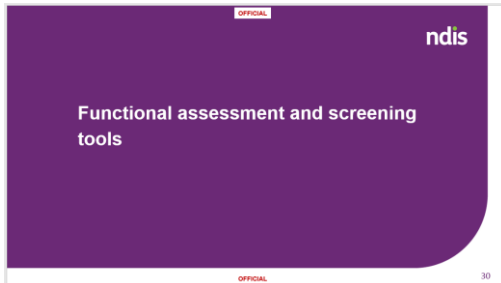 OFFICIAL
ndis
Functional assessment and screening
tools
OFFICIAL
30